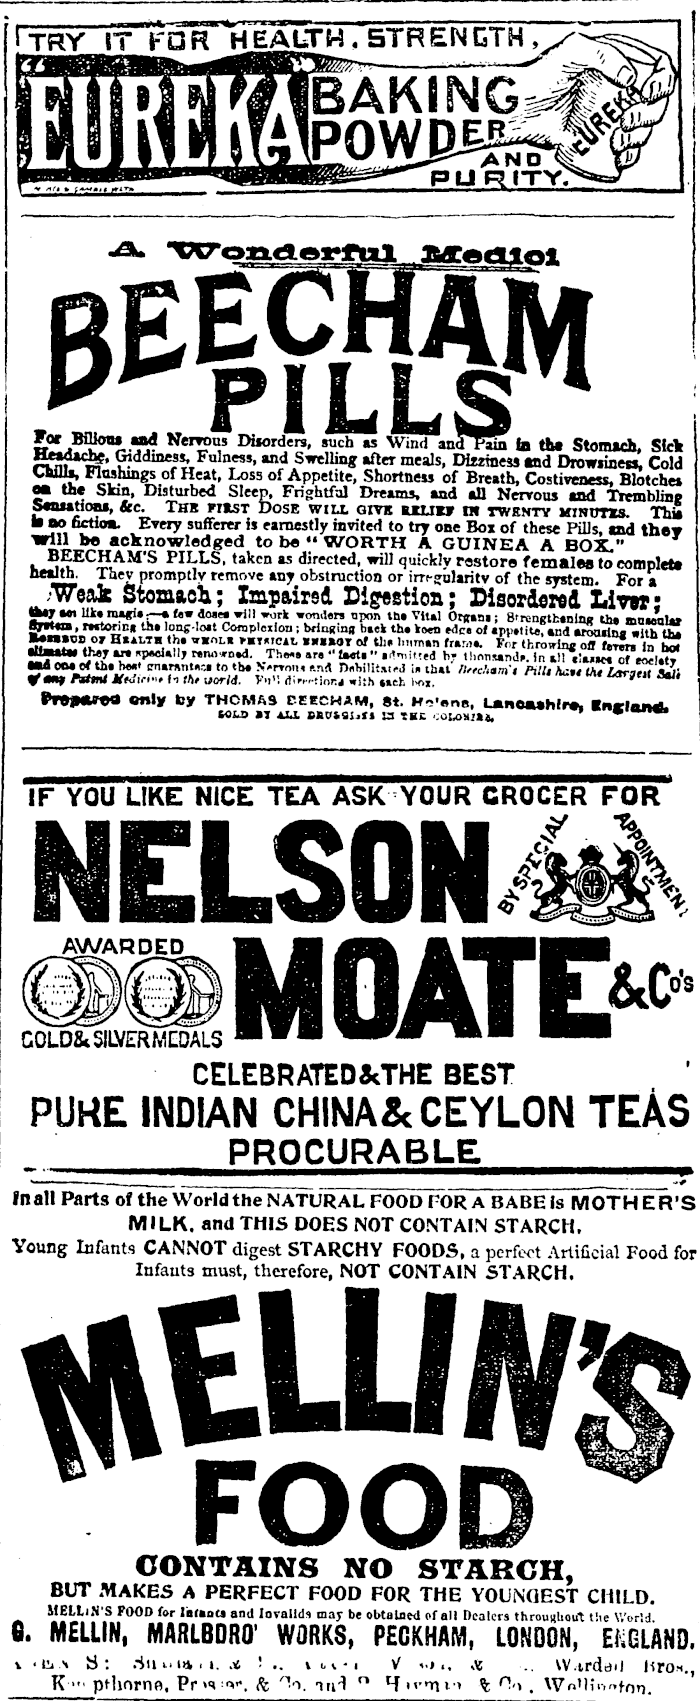 TRY IT FOR HEALTH, STRENGTH,
"EUREKA" BAKING
POWDER
EUREKA
AND
PURITY.
A Wonderful Medici
BEECHAM
PILLS
For Bilious and Nervous Disorders, such as Wind and Pain in the Stomach, Sick
Headache, Giddiness, Fulness, and Swelling after meals, Dizziness and Drowsiness, Cold
Chills, Flushings of Heat, Loss of Appetite, Shortness of Breath, Costiveness, Blotches
on the Skin, Disturbed Sleep, Frightful Dreams, and all Nervous and Trembling
Sensations, &c. THE FIRST DOSE WILL GIVE RELIEF IN TWENTY MINUTES. This
is no fiction. Every sufferer is earnestly invited to try one Box of these Pills, and they
will be acknowledged to be "WORTH A GUINEA A BOX."
BEECHAM'S PILLS, taken as directed, will quickly restore females to complete
health. They promptly remove any obstruction or irregularity of the system. For a
Weak Stomach; Impaired Digestion; Disordered Liver;
they act like magic:—a few doses will work wonders upon the Vital Organs; Strengthening the muscular
System, restoring the long-lost Complexion; bringing back the keen edge of appetite, and arousing with the
ROSEBUD OF HEALTH the WHOLE PHYSICAL ENERGY of the human frame. For throwing off fevers in hot
climates they are specially renowned. These are "facts" admitted by thousands, in all classes of society
and one of the best guarantees to the Nervous and Debilitated is that Beecham's Pills have the Largest Sale
of any Patent Medicine in the world. Full directions with each box.
Prepared only by THOMAS BEECHAM, St. Helens, Lancashire, England.
SOLD BY ALL DRUGGISTS IN THE COLONIES.
IF YOU LIKE NICE TEA ASK YOUR GROCER FOR
NELSON
BY SPECIAL APPOINTMENT
AWARDED
GOLD & SILVER MEDALS
MOATE & Co's
CELEBRATED & THE BEST
PURE INDIAN CHINA & CEYLON TEAS
PROCURABLE
In all Parts of the World the NATURAL FOOD FOR A BABE is MOTHER'S
MILK, and THIS DOES NOT CONTAIN STARCH.
Young Infants CANNOT digest STARCHY FOODS, a perfect Artificial Food for
Infants must, therefore, NOT CONTAIN STARCH.
MELLIN'S
FOOD
CONTAINS NO STARCH,
BUT MAKES A PERFECT FOOD FOR THE YOUNGEST CHILD.
MELLIN'S FOOD for Infants and Invalids may be obtained of all Dealers throughout the World.
G. MELLIN, MARLBORO' WORKS, PECKHAM, LONDON, ENGLAND.
Wardell Bros.,
Kempthorne, Prosser, & Co. and Harman & Co., Wellington.